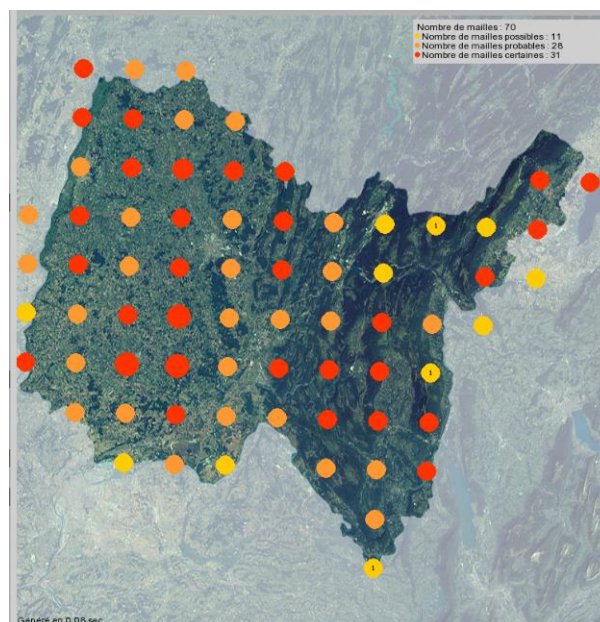 Nombre de mailles : 70
Nombre de mailles possibles : 11
Nombre de mailles probables : 28
Nombre de mailles certaines : 31
1
1
1
Généré en 0.08 sec